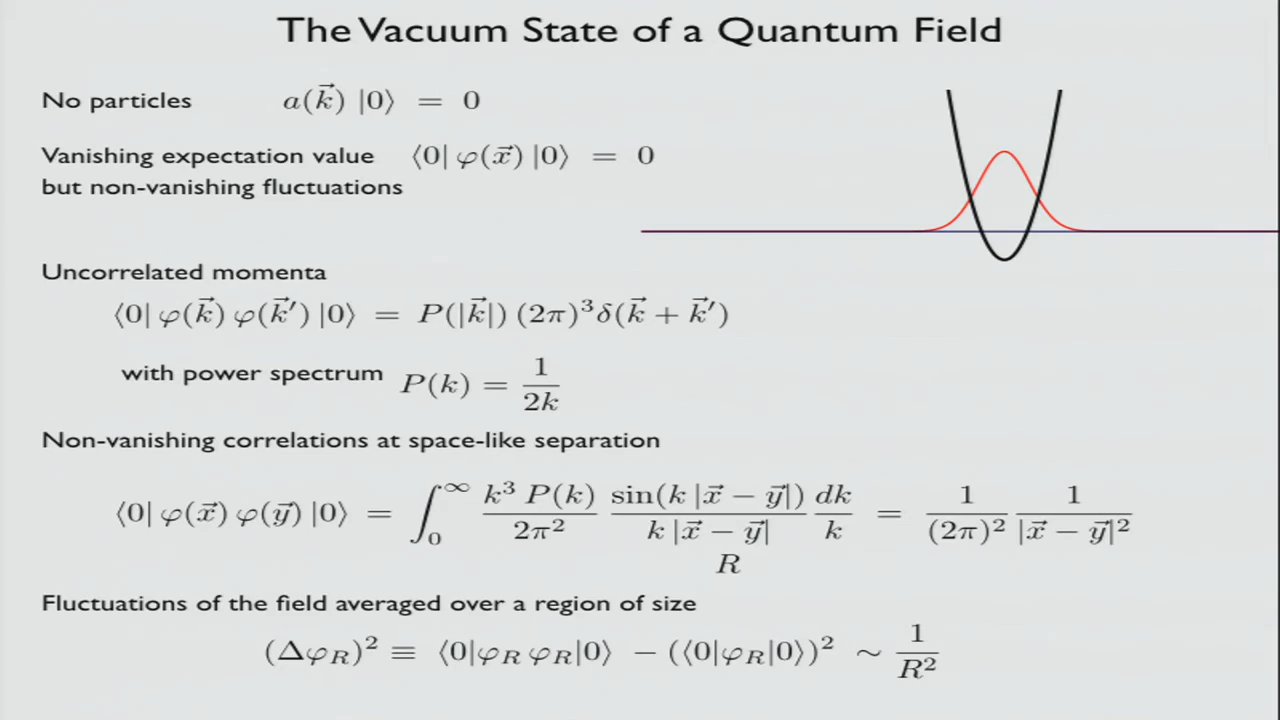 The Vacuum State of a Quantum Field
No particles a(k⃗) |0⟩ = 0
Vanishing expectation value ⟨0| φ(x⃗) |0⟩ = 0
but non-vanishing fluctuations
Uncorrelated momenta
⟨0| φ(k⃗) φ(k⃗′) |0⟩ = P(|k⃗|) (2π)³δ(k⃗ + k⃗′)
with power spectrum P(k) = 1/2k
Non-vanishing correlations at space-like separation
⟨0| φ(x⃗) φ(y⃗) |0⟩ = ∫₀^∞ k³ P(k)/2π² sin(k |x⃗ − y⃗|)/k |x⃗ − y⃗| dk/k = 1/(2π)² 1/|x⃗ − y⃗|²
R
Fluctuations of the field averaged over a region of size
(Δφ_R)² ≡ ⟨0|φ_R φ_R|0⟩ − (⟨0|φ_R|0⟩)² ∼ 1/R²